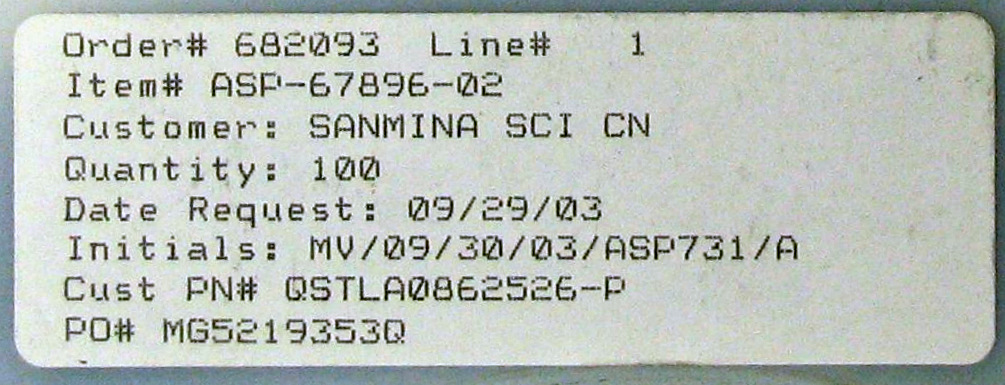 Order# 682093 Line# 1
Item# ASP-67896-02
Customer: SANMINA SCI CN
Quantity: 100
Date Request: 09/29/03
Initials: MV/09/30/03/ASP731/A
Cust PN# QSTLA0862526-P
PO# MG5219353Q